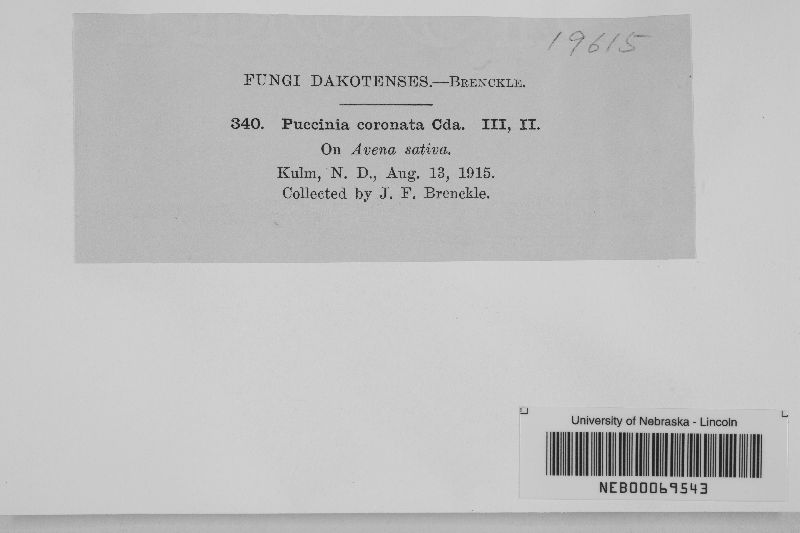 19615
FUNGI DAKOTENSES.—BRENCKLE.
340. Puccinia coronata Cda. III, II.
On Avena sativa.
Kulm, N. D., Aug. 13, 1915.
Collected by J. F. Brenckle.
University of Nebraska - Lincoln
NEB00069543